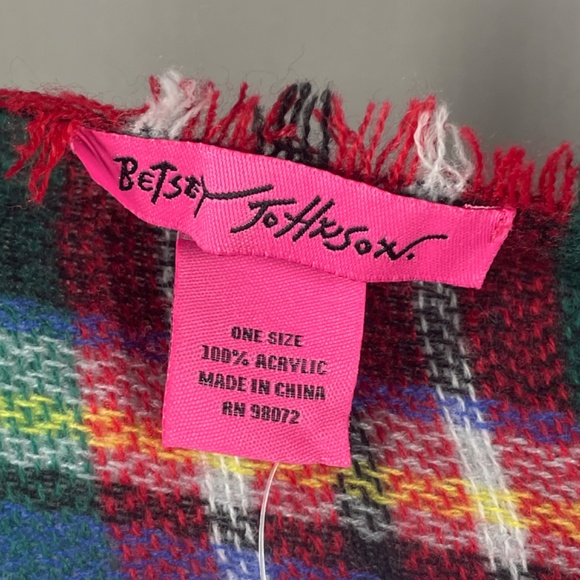 BETSEY JOHNSON.
ONE SIZE
100% ACRYLIC
MADE IN CHINA
RN 98072